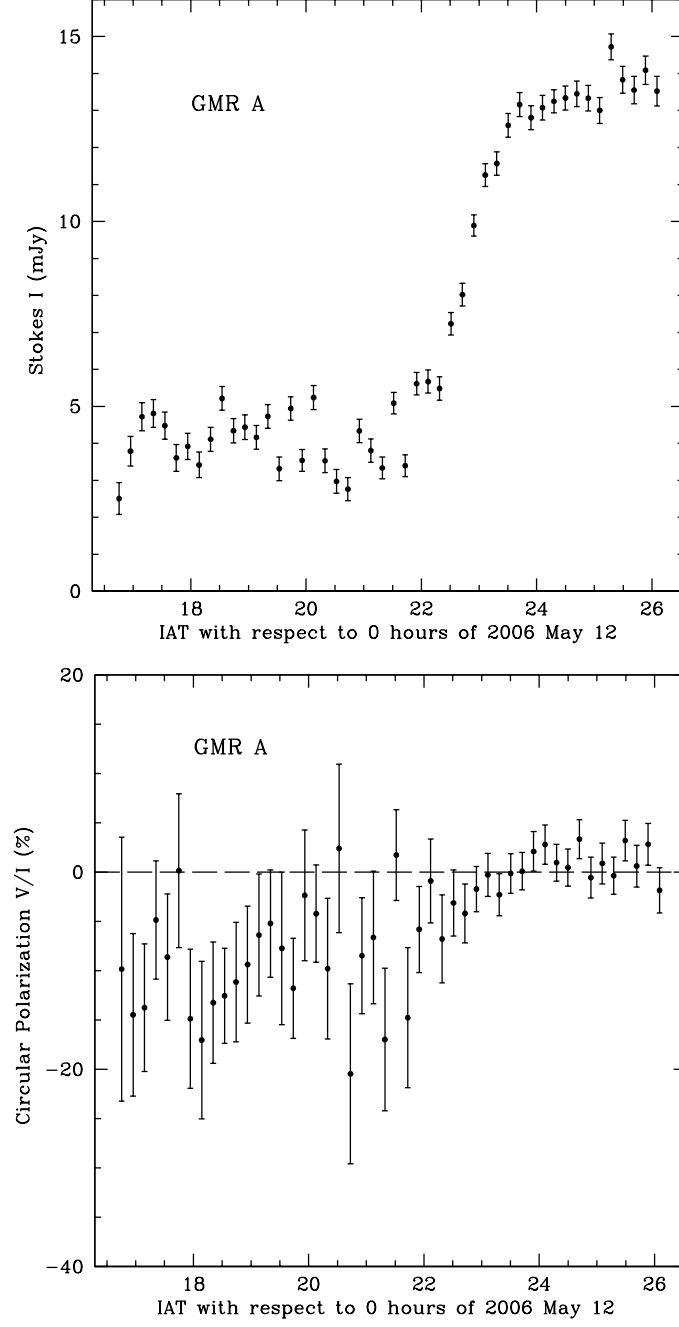 15
GMR A
10
Stokes I (mJy)
5
0
18 20 22 24 26
IAT with respect to 0 hours of 2006 May 12
20
GMR A
0
Circular Polarization V/I (%)
−20
−40
18 20 22 24 26
IAT with respect to 0 hours of 2006 May 12